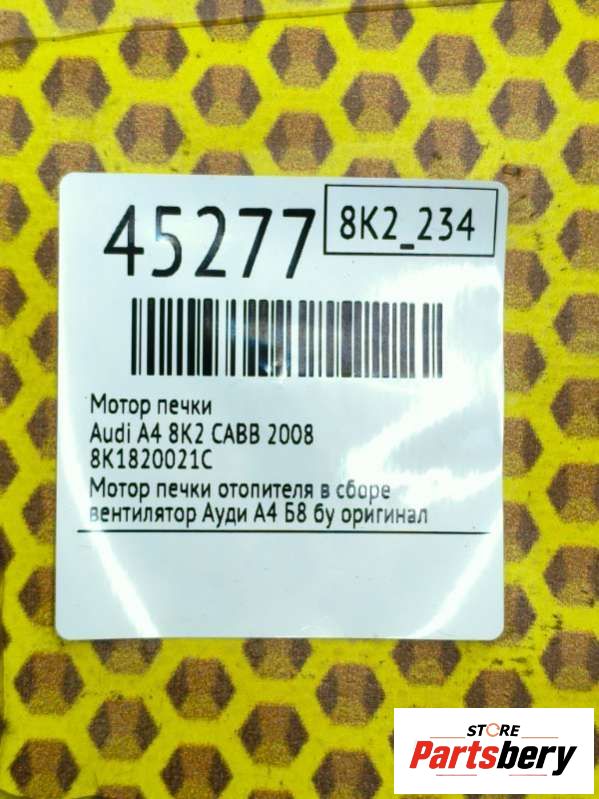 45277
8K2_234
Мотор печки
Audi A4 8K2 CABB 2008
8K1820021C
Мотор печки отопителя в сборе
вентилятор Ауди А4 Б8 бу оригинал
STORE
Partsbery